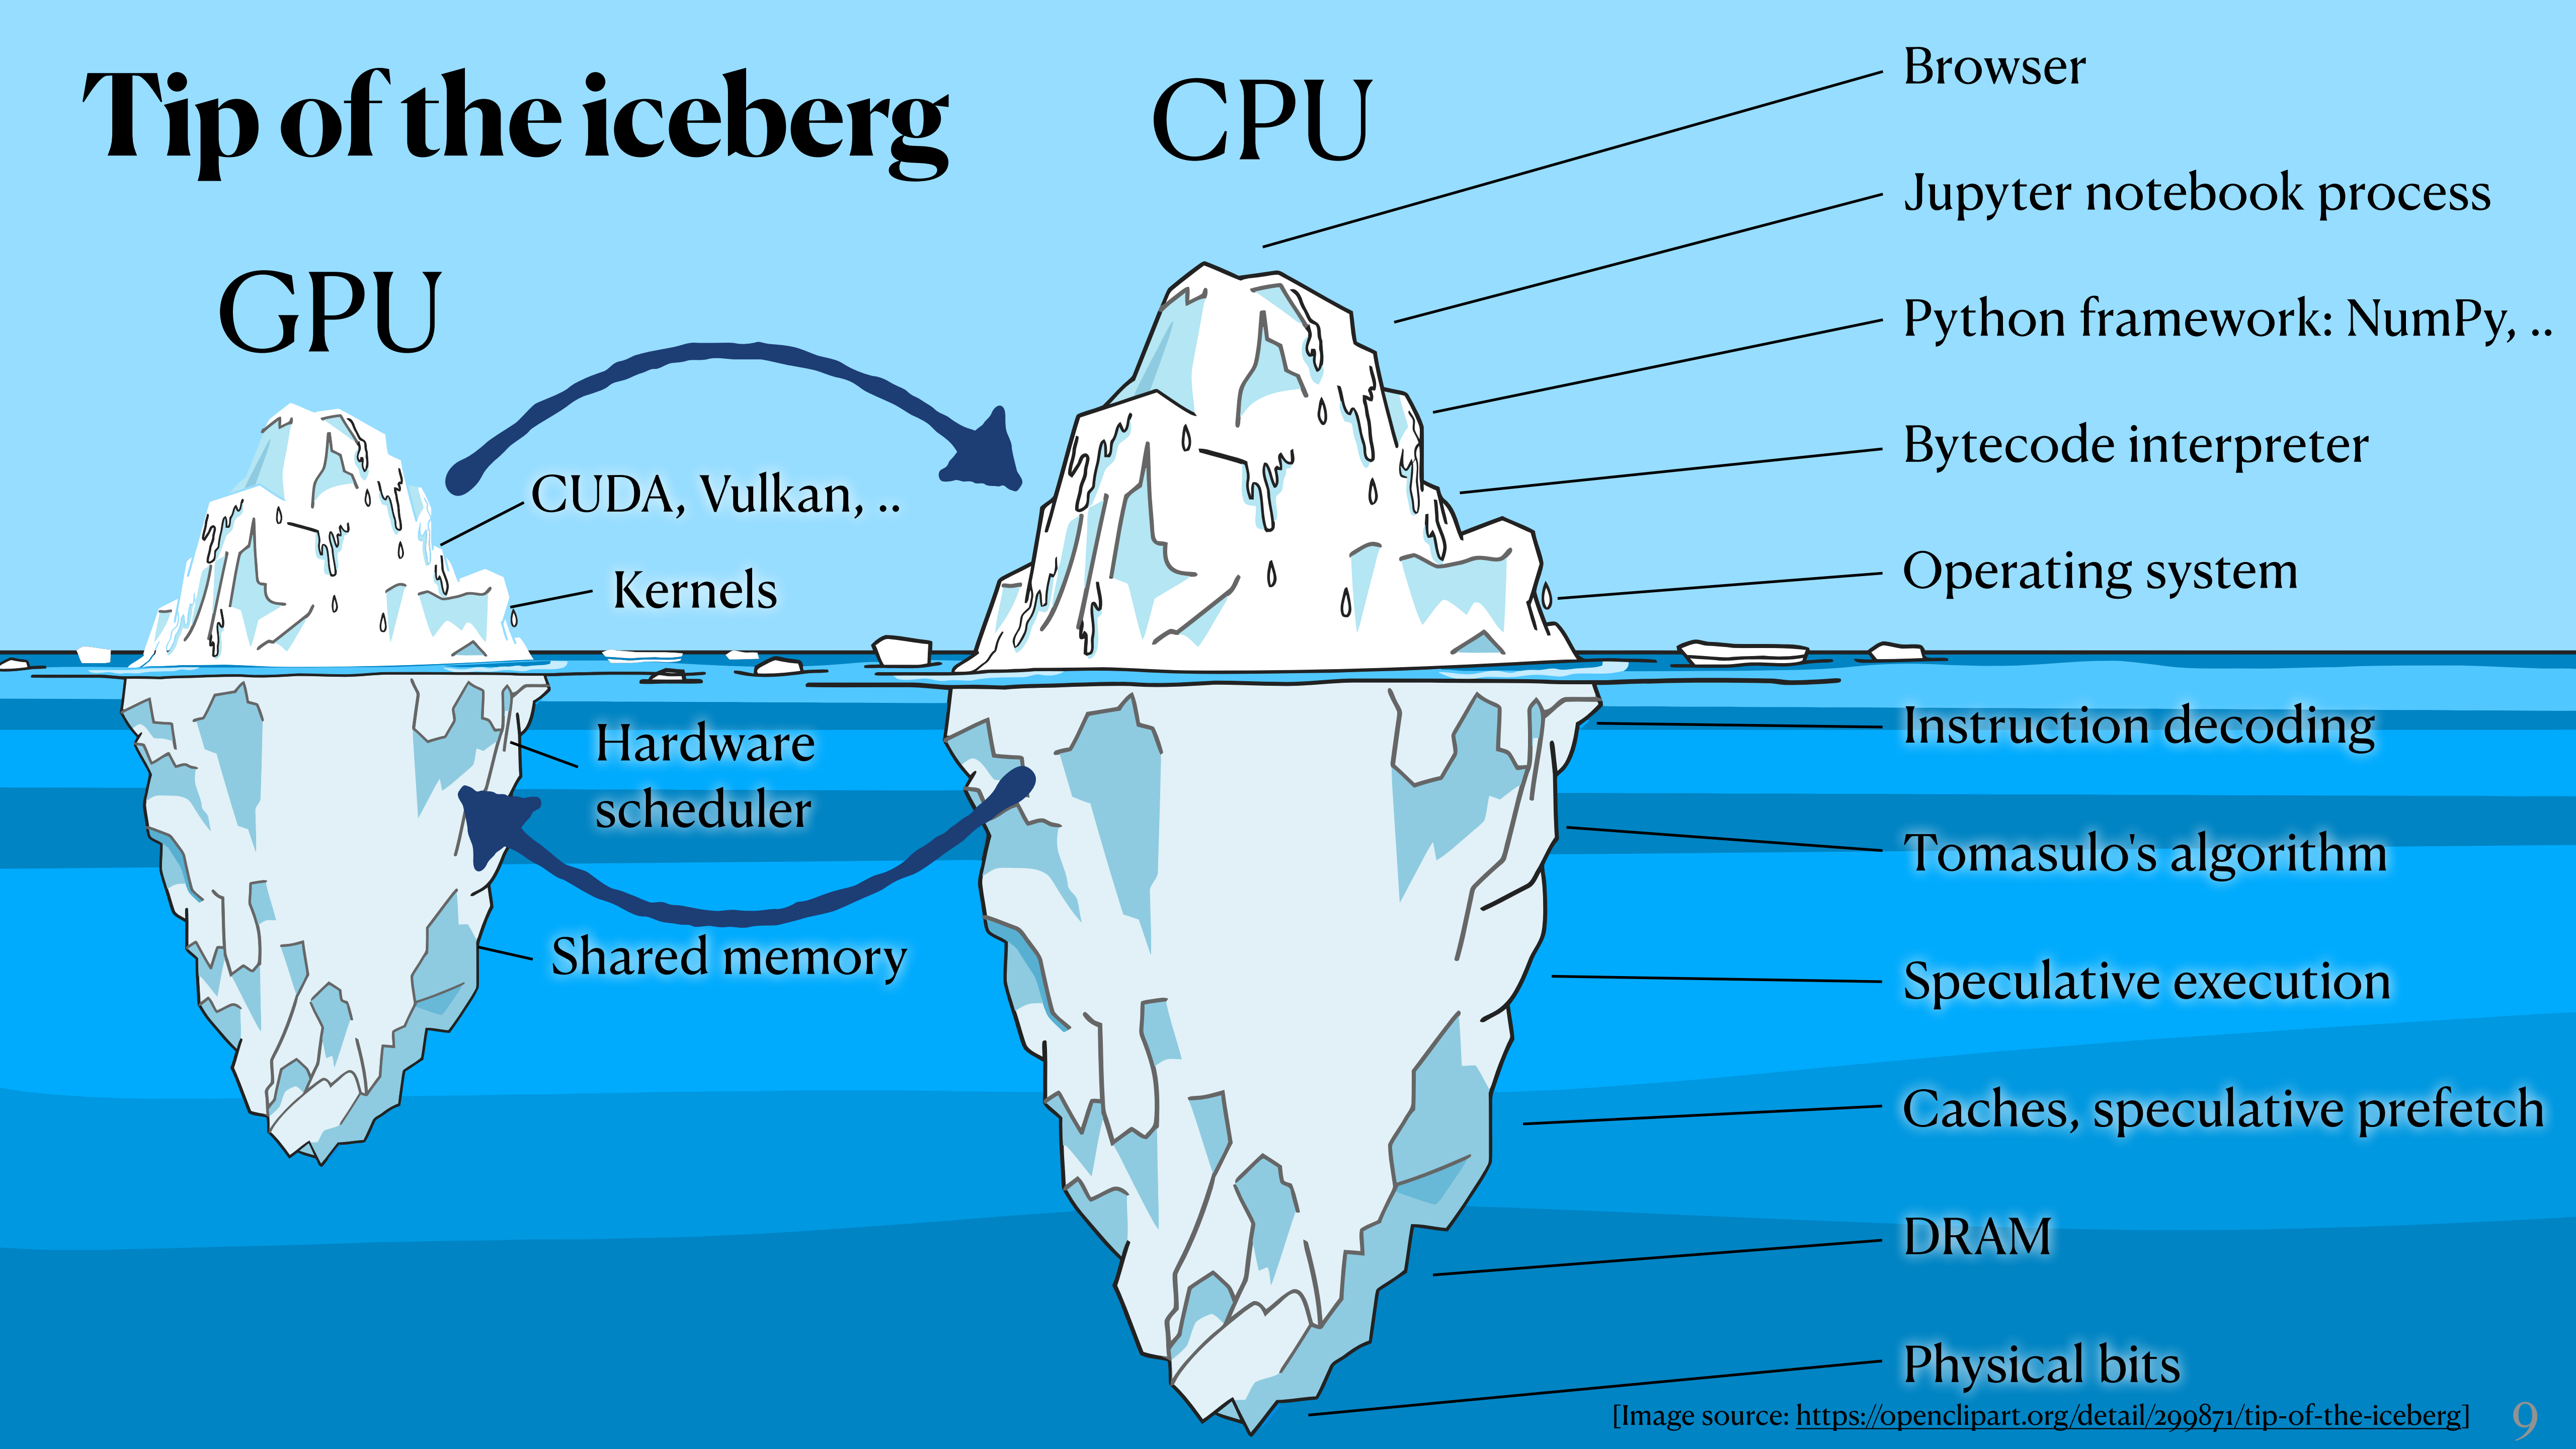 Tip of the iceberg
GPU
CUDA, Vulkan, ..
Kernels
Hardware
scheduler
Shared memory
CPU
Browser
Jupyter notebook process
Python framework: NumPy, ..
Bytecode interpreter
Operating system
Instruction decoding
Tomasulo's algorithm
Speculative execution
Caches, speculative prefetch
DRAM
Physical bits
[Image source: https://openclipart.org/detail/299871/tip-of-the-iceberg]
9